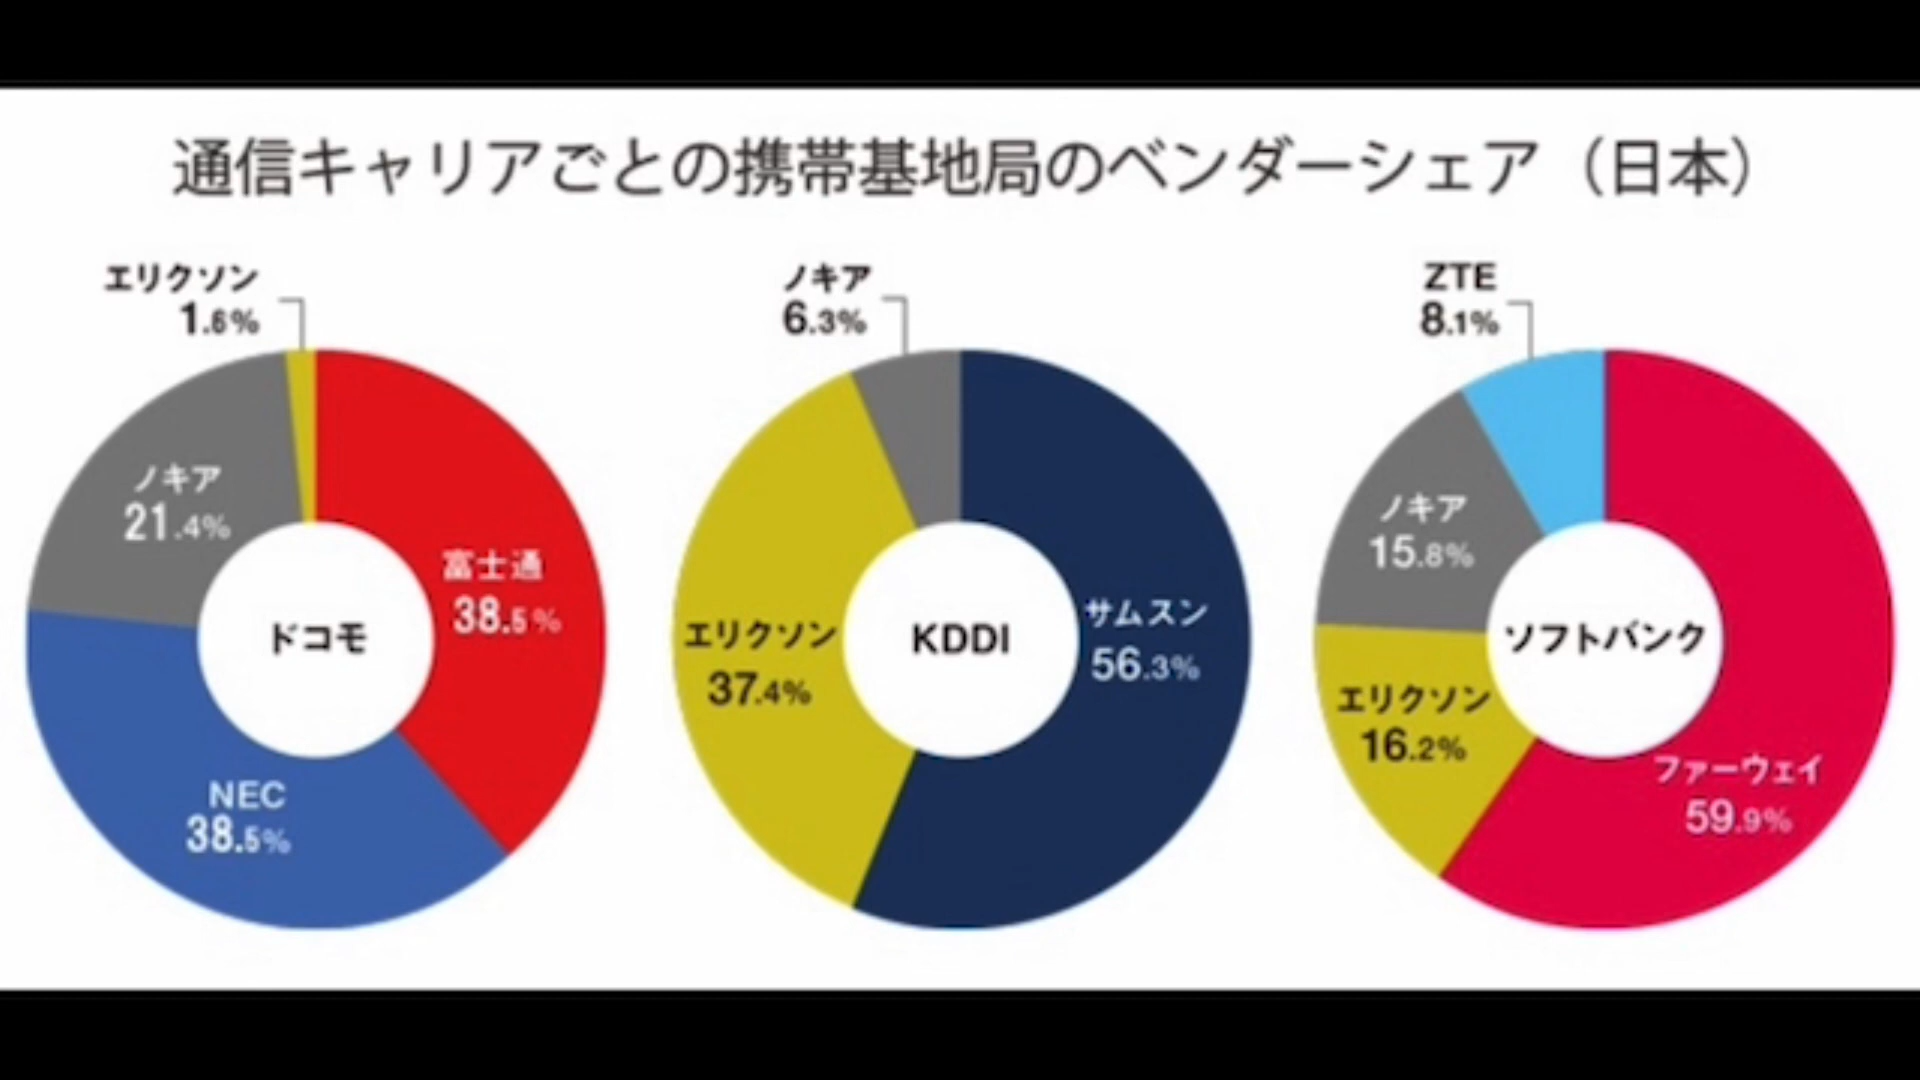 通信キャリアごとの携帯基地局のベンダーシェア（日本）
エリクソン
1.6%
ノキア
21.4%
富士通
38.5%
ドコモ
NEC
38.5%
ノキア
6.3%
サムスン
56.3%
エリクソン
37.4%
KDDI
ZTE
8.1%
ノキア
15.8%
ソフトバンク
エリクソン
16.2%
ファーウェイ
59.9%